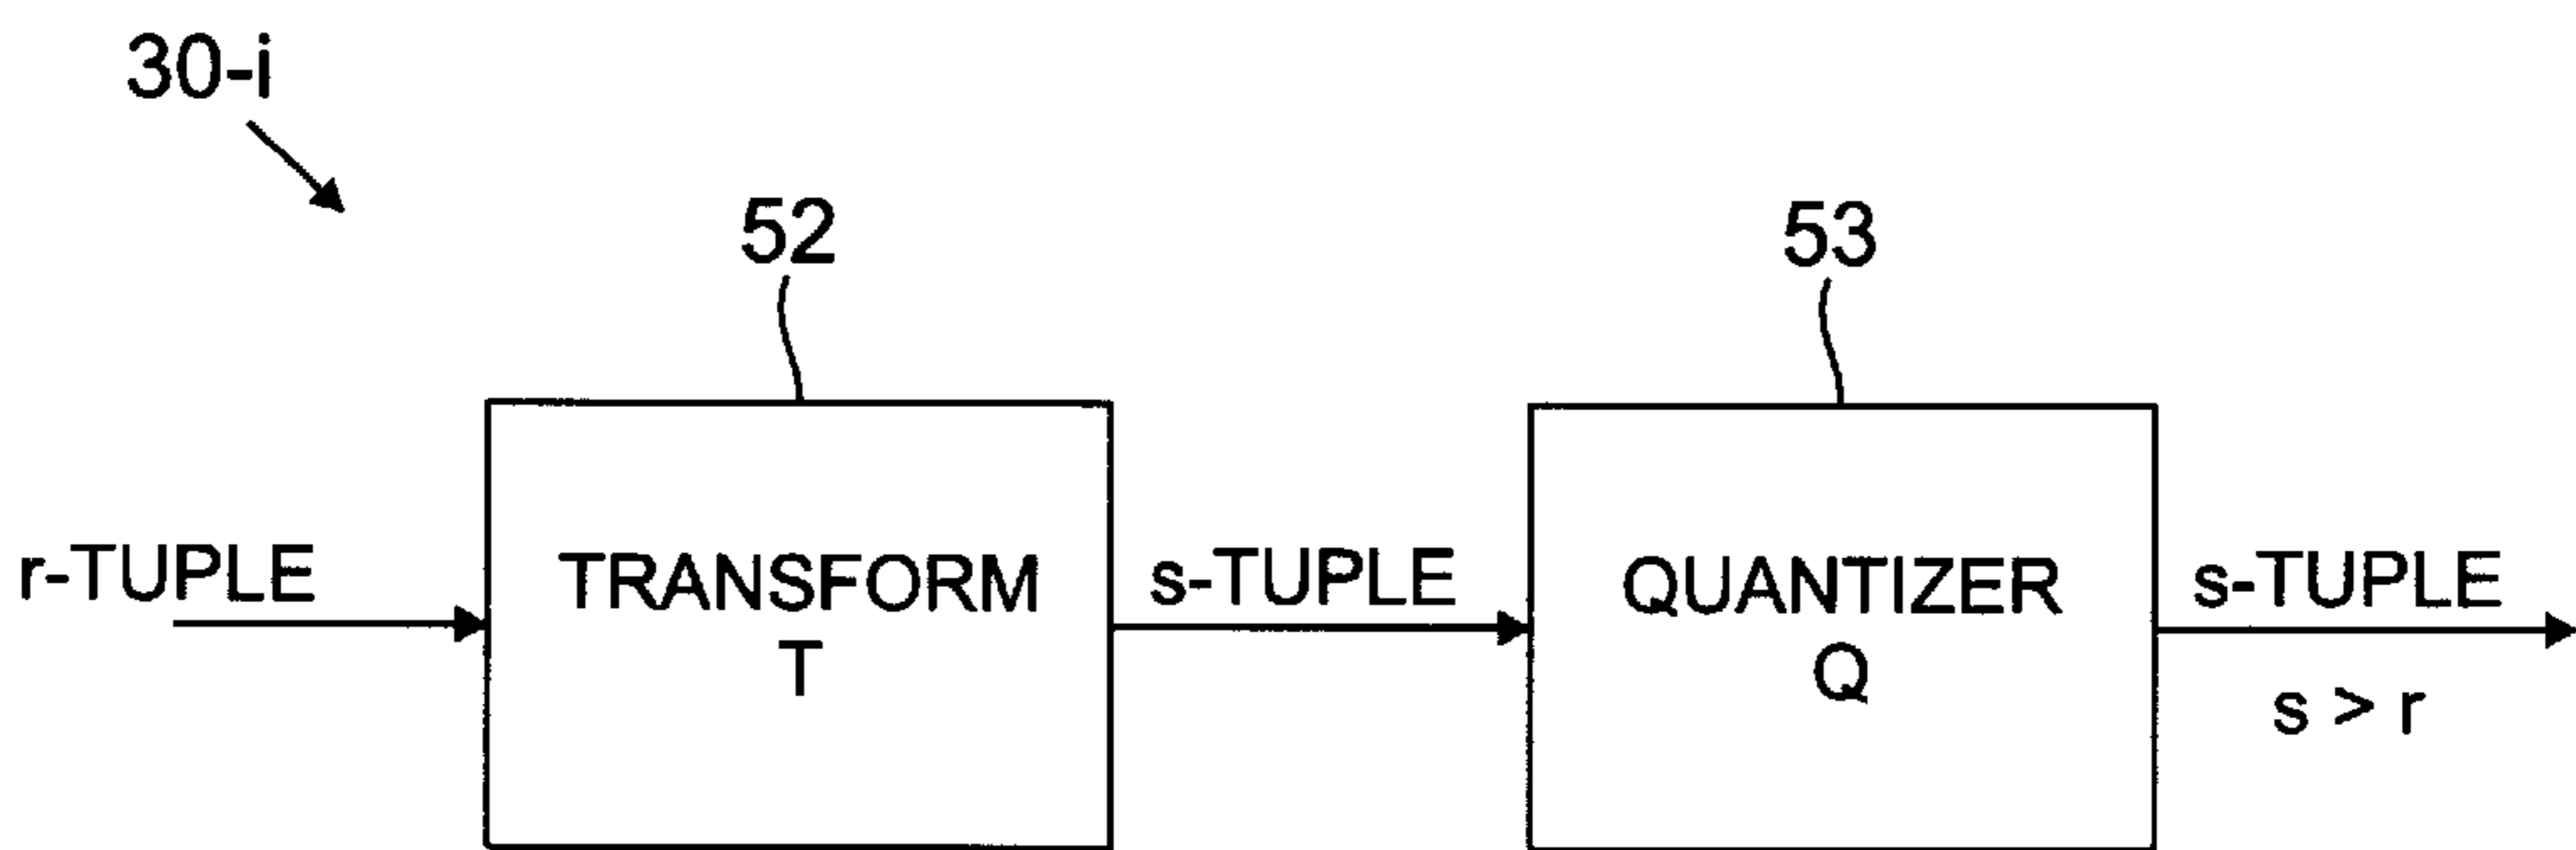 30-i
52
53
r-TUPLE
TRANSFORM
T
s-TUPLE
QUANTIZER
Q
s-TUPLE
s > r